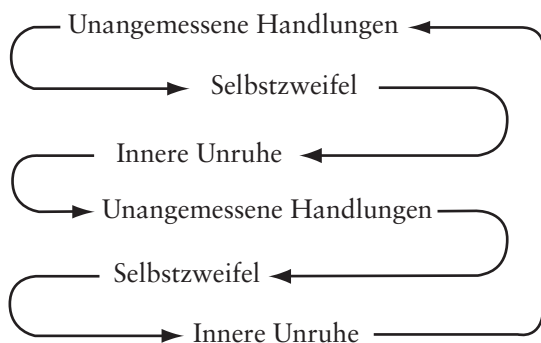 Unangemessene Handlungen
Selbstzweifel
Innere Unruhe
Unangemessene Handlungen
Selbstzweifel
Innere Unruhe